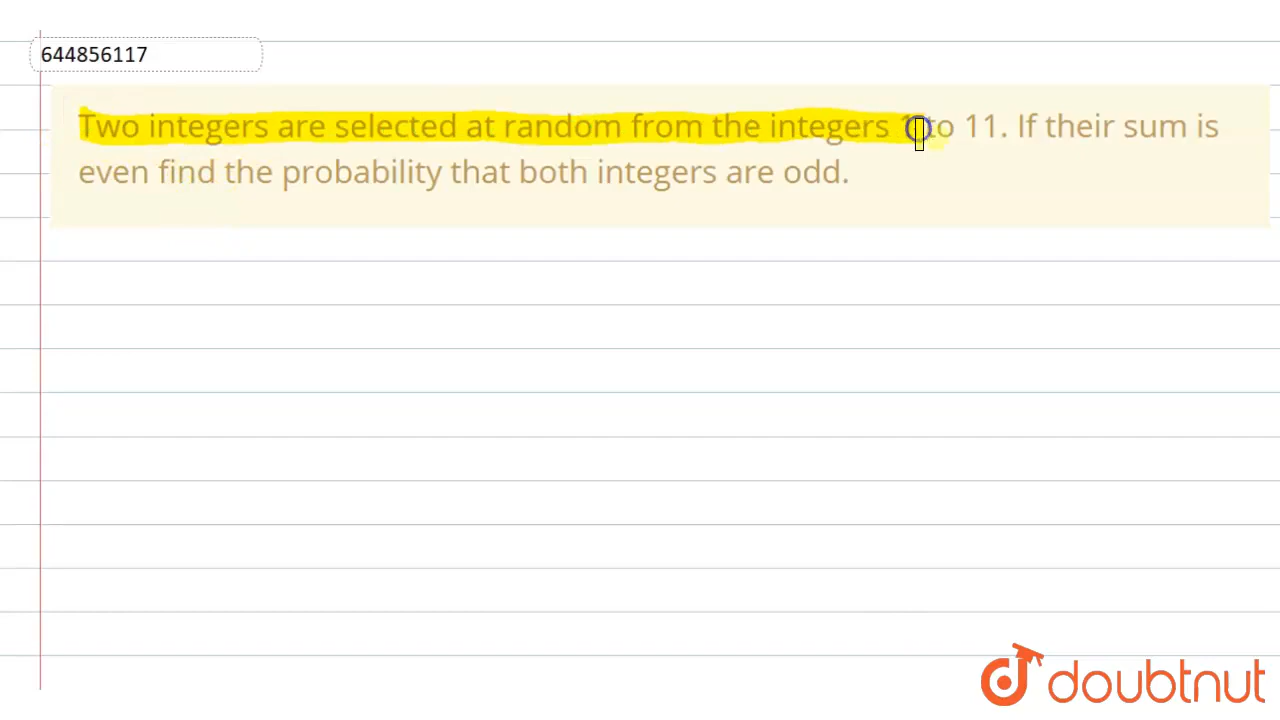 644856117
Two integers are selected at random from the integers 1 to 11. If their sum is
even find the probability that both integers are odd.
doubtnut